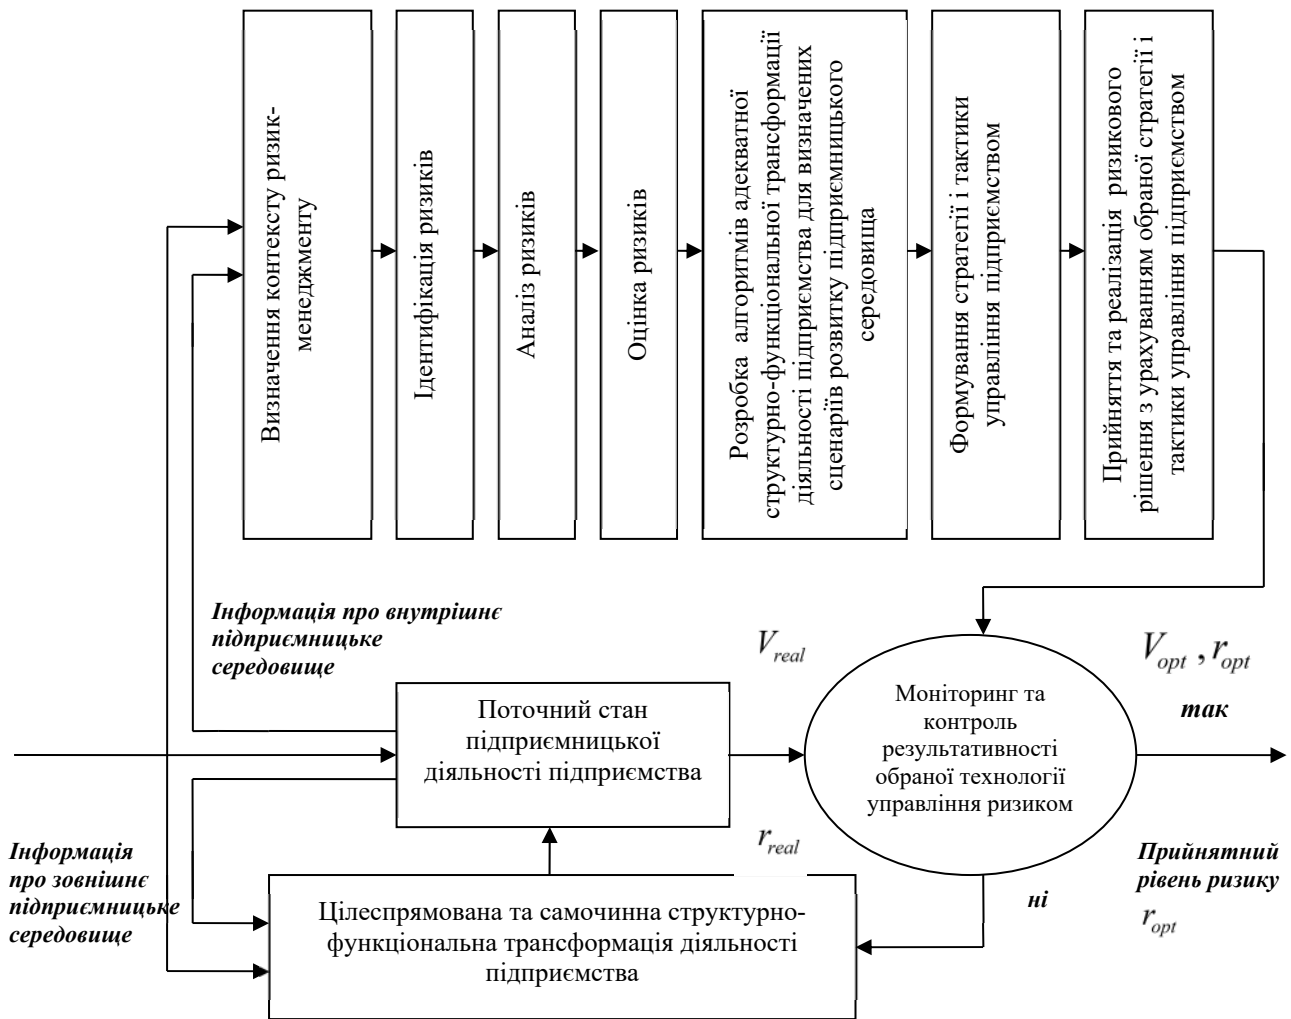 Визначення контексту ризик-
менеджменту
Ідентифікація ризиків
Аналіз ризиків
Оцінка ризиків
Розробка алгоритмів адекватної
структурно-функціональної трансформації
діяльності підприємства для визначених
сценаріїв розвитку підприємницького
середовища
Формування стратегії і тактики
управління підприємством
Прийняття та реалізація ризикового
рішення з урахуванням обраної стратегії і
тактики управління підприємством
Інформація про внутрішнє
підприємницьке
середовище
V_real
V_opt , r_opt
так
Поточний стан
підприємницької
діяльності підприємства
Моніторинг та
контроль
результативності
обраної технології
управління ризиком
r_real
Інформація
про зовнішнє
підприємницьке
середовище
Прийнятний
рівень ризику
r_opt
ні
Цілеспрямована та самочинна структурно-
функціональна трансформація діяльності
підприємства